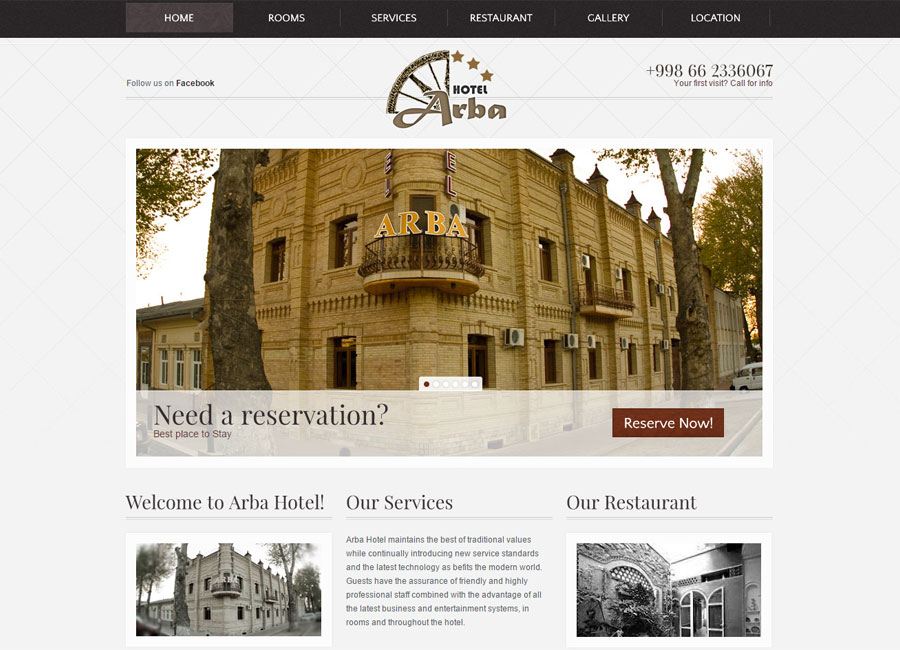 HOME ROOMS SERVICES RESTAURANT GALLERY LOCATION
Follow us on Facebook
HOTEL
Arba
+998 66 2336067
Your first visit? Call for info
EL
ARBA
Need a reservation?
Best place to Stay
Reserve Now!
Welcome to Arba Hotel!
Our Services
Arba Hotel maintains the best of traditional values
while continually introducing new service standards
and the latest technology as befits the modern world.
Guests have the assurance of friendly and highly
professional staff combined with the advantage of all
the latest business and entertainment systems, in
rooms and throughout the hotel.
Our Restaurant
ARBA